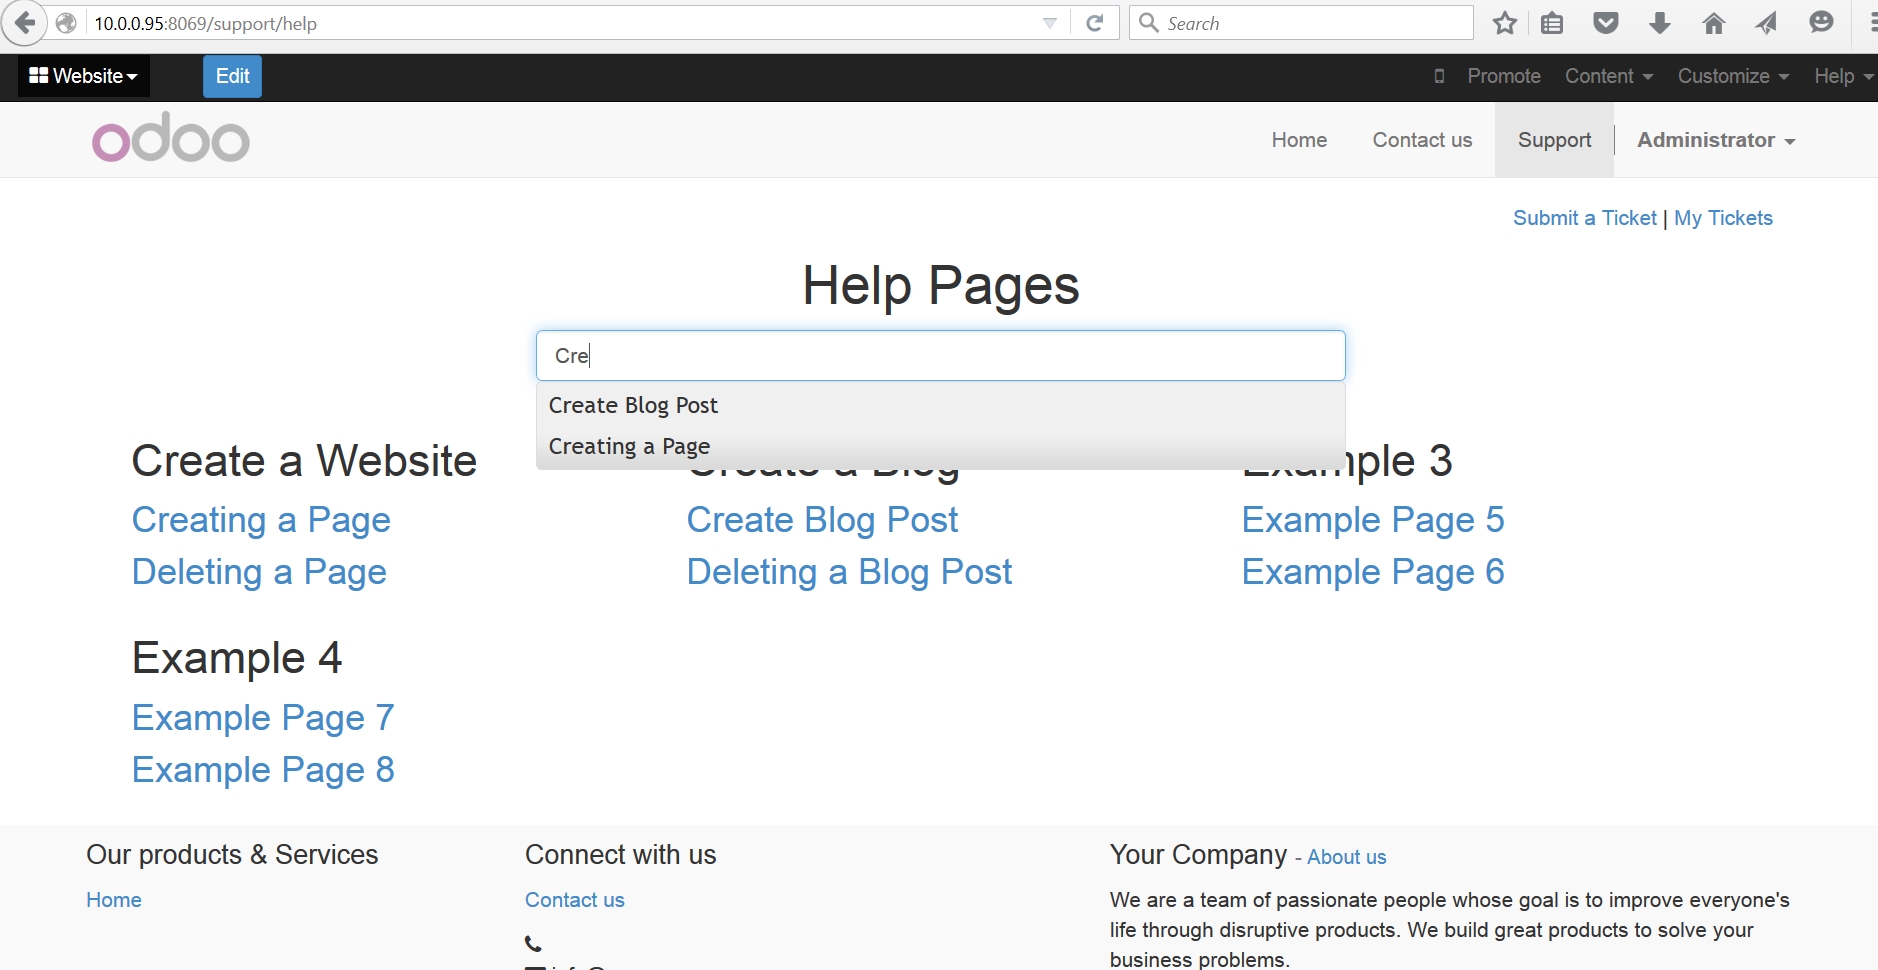 10.0.0.95:8069/support/help
Search
Website
Edit
Promote
Content
Customize
Help
odoo
Home
Contact us
Support
Administrator
Submit a Ticket | My Tickets
Help Pages
Cre
Create Blog Post
Creating a Page
Create a Website
Creating a Page
Deleting a Page
Create a Blog
Create Blog Post
Deleting a Blog Post
Example 3
Example Page 5
Example Page 6
Example 4
Example Page 7
Example Page 8
Our products & Services
Home
Connect with us
Contact us
Your Company - About us
We are a team of passionate people whose goal is to improve everyone's
life through disruptive products. We build great products to solve your
business problems.